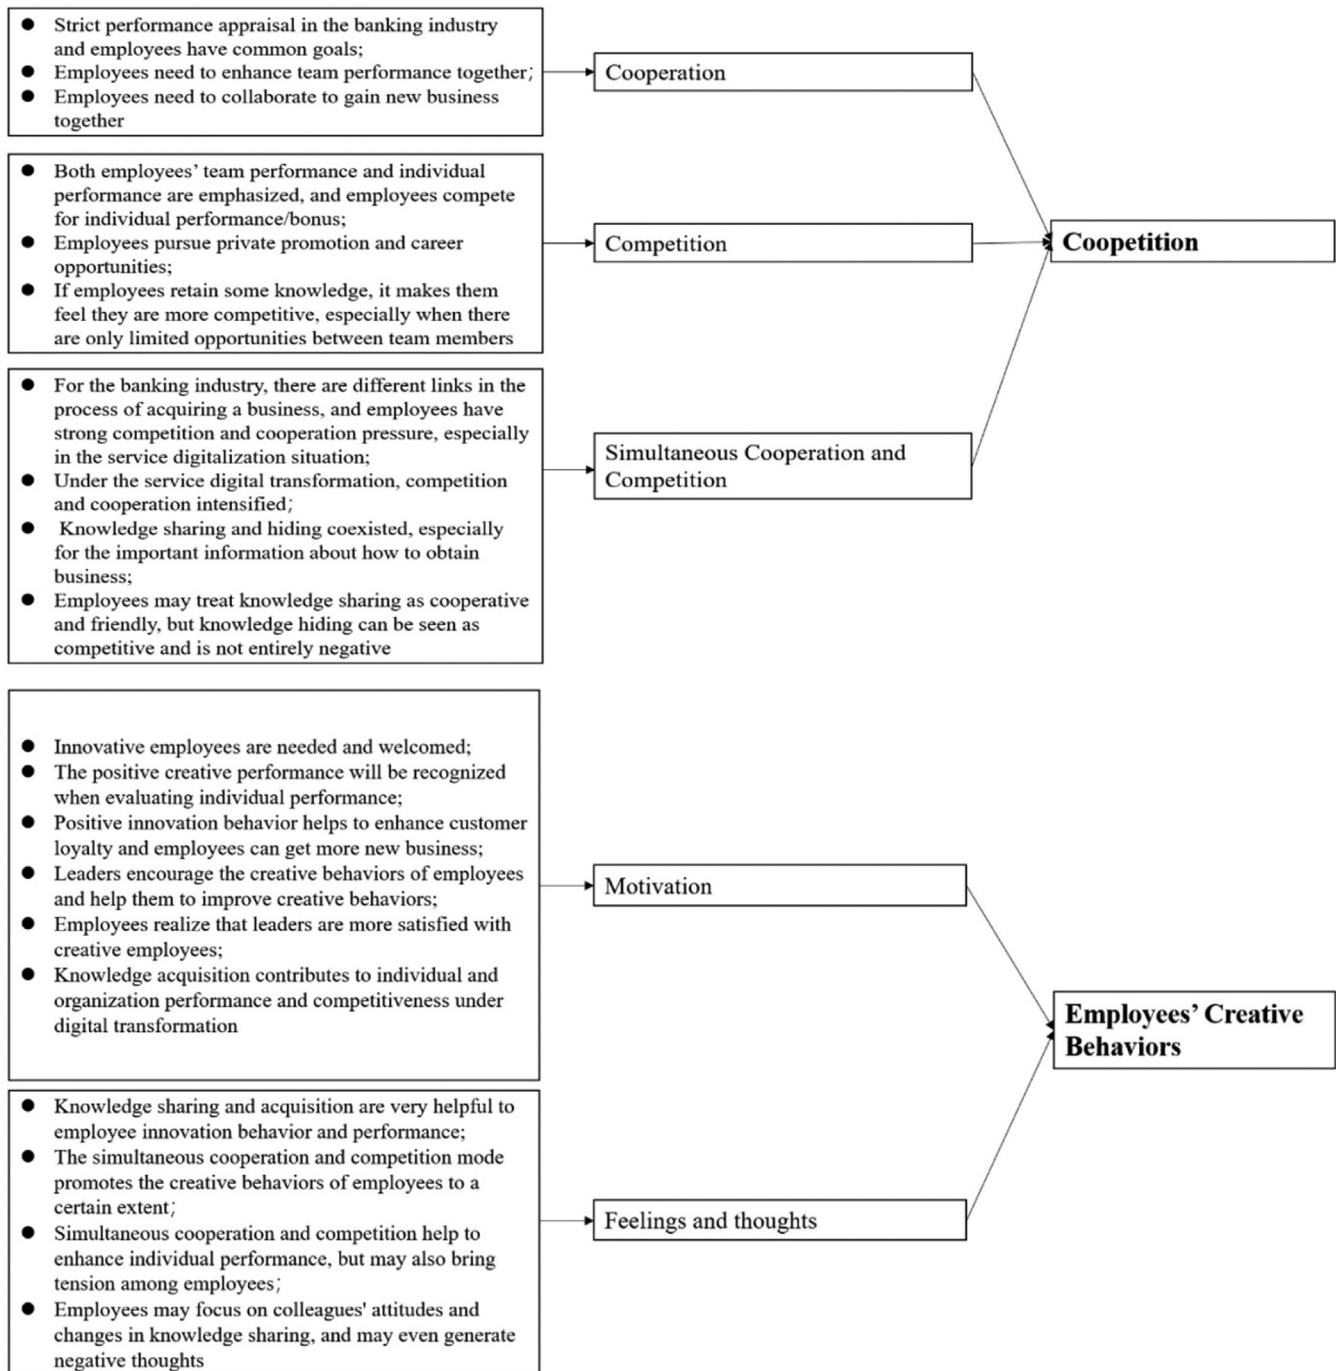 ● Strict performance appraisal in the banking industry
and employees have common goals;
● Employees need to enhance team performance together;
● Employees need to collaborate to gain new business
together
Cooperation
● Both employees’ team performance and individual
performance are emphasized, and employees compete
for individual performance/bonus;
● Employees pursue private promotion and career
opportunities;
● If employees retain some knowledge, it makes them
feel they are more competitive, especially when there
are only limited opportunities between team members
Competition
Coopetition
● For the banking industry, there are different links in the
process of acquiring a business, and employees have
strong competition and cooperation pressure, especially
in the service digitalization situation;
● Under the service digital transformation, competition
and cooperation intensified;
● Knowledge sharing and hiding coexisted, especially
for the important information about how to obtain
business;
● Employees may treat knowledge sharing as cooperative
and friendly, but knowledge hiding can be seen as
competitive and is not entirely negative
Simultaneous Cooperation and
Competition
● Innovative employees are needed and welcomed;
● The positive creative performance will be recognized
when evaluating individual performance;
● Positive innovation behavior helps to enhance customer
loyalty and employees can get more new business;
● Leaders encourage the creative behaviors of employees
and help them to improve creative behaviors;
● Employees realize that leaders are more satisfied with
creative employees;
● Knowledge acquisition contributes to individual and
organization performance and competitiveness under
digital transformation
Motivation
Employees’ Creative
Behaviors
● Knowledge sharing and acquisition are very helpful to
employee innovation behavior and performance;
● The simultaneous cooperation and competition mode
promotes the creative behaviors of employees to a
certain extent;
● Simultaneous cooperation and competition help to
enhance individual performance, but may also bring
tension among employees;
● Employees may focus on colleagues' attitudes and
changes in knowledge sharing, and may even generate
negative thoughts
Feelings and thoughts